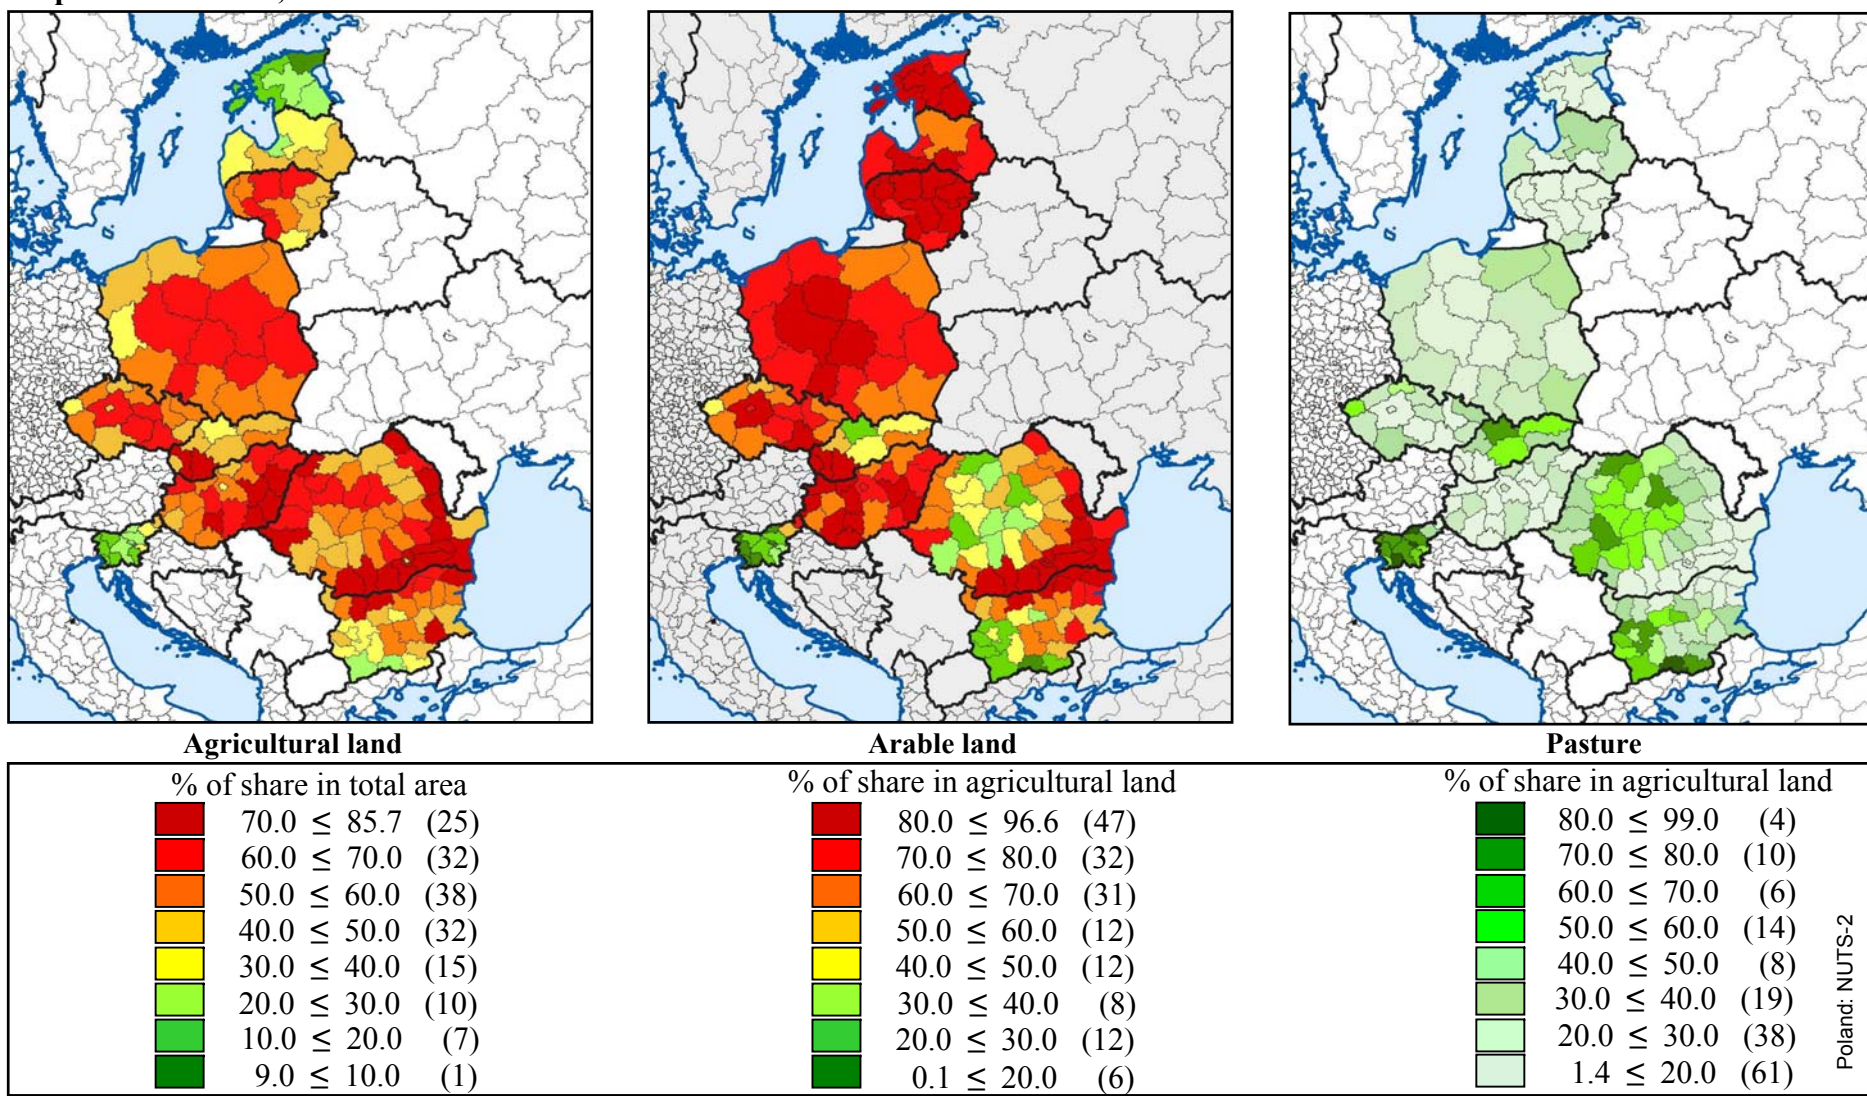 Agricultural land
Arable land
Pasture
% of share in total area
70.0 ≤ 85.7 (25)
60.0 ≤ 70.0 (32)
50.0 ≤ 60.0 (38)
40.0 ≤ 50.0 (32)
30.0 ≤ 40.0 (15)
20.0 ≤ 30.0 (10)
10.0 ≤ 20.0 (7)
9.0 ≤ 10.0 (1)
% of share in agricultural land
80.0 ≤ 96.6 (47)
70.0 ≤ 80.0 (32)
60.0 ≤ 70.0 (31)
50.0 ≤ 60.0 (12)
40.0 ≤ 50.0 (12)
30.0 ≤ 40.0 (8)
20.0 ≤ 30.0 (12)
0.1 ≤ 20.0 (6)
% of share in agricultural land
80.0 ≤ 99.0 (4)
70.0 ≤ 80.0 (10)
60.0 ≤ 70.0 (6)
50.0 ≤ 60.0 (14)
40.0 ≤ 50.0 (8)
30.0 ≤ 40.0 (19)
20.0 ≤ 30.0 (38)
1.4 ≤ 20.0 (61)
Poland: NUTS-2